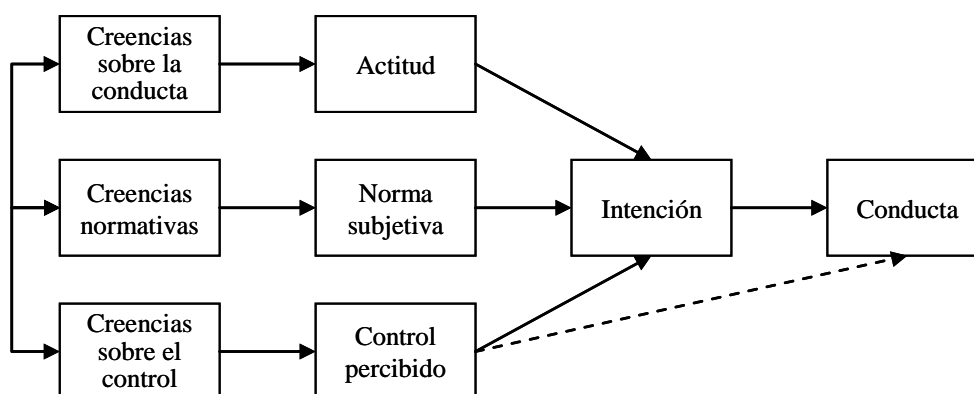 Creencias
sobre la
conducta
Actitud
Creencias
normativas
Norma
subjetiva
Intención
Conducta
Creencias
sobre el
control
Control
percibido